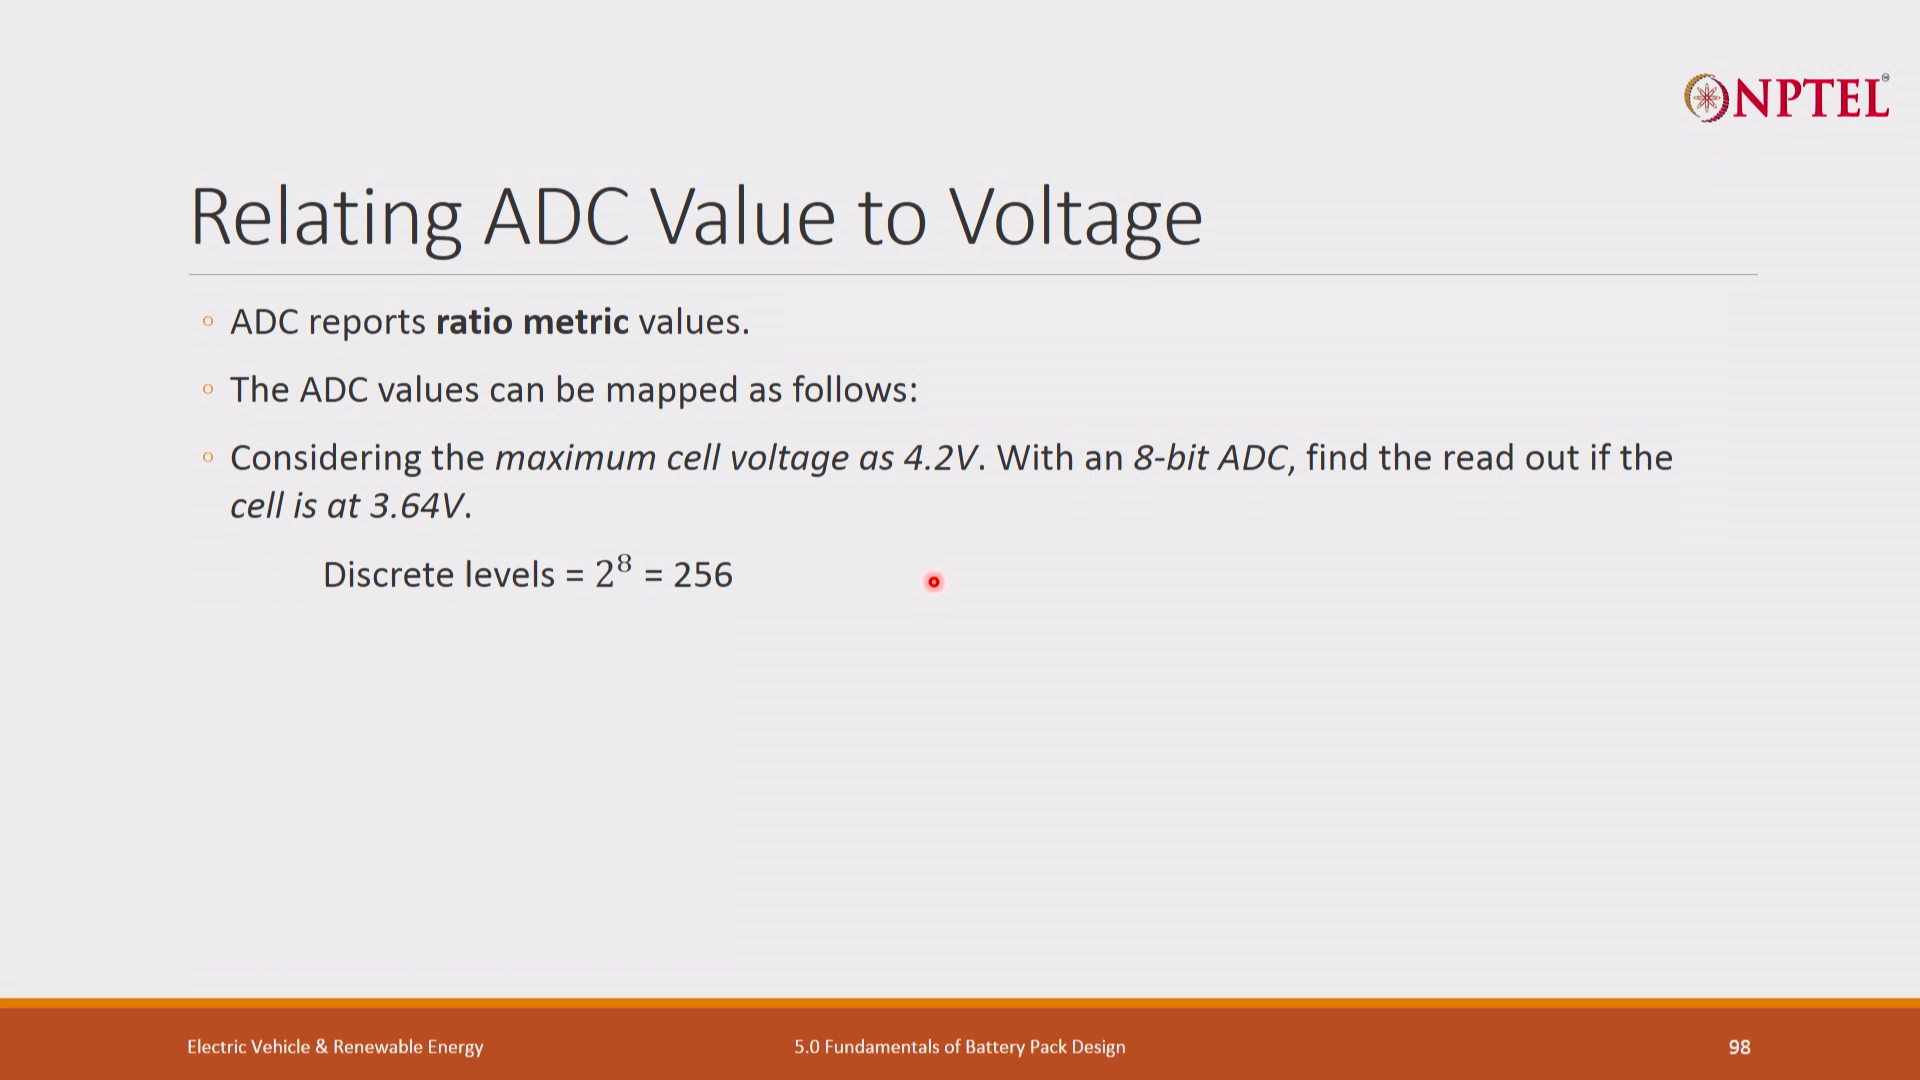 NPTEL
Relating ADC Value to Voltage
◦ ADC reports ratio metric values.
◦ The ADC values can be mapped as follows:
◦ Considering the maximum cell voltage as 4.2V. With an 8-bit ADC, find the read out if the
cell is at 3.64V.
Discrete levels = 2⁸ = 256
Electric Vehicle & Renewable Energy
5.0 Fundamentals of Battery Pack Design
98